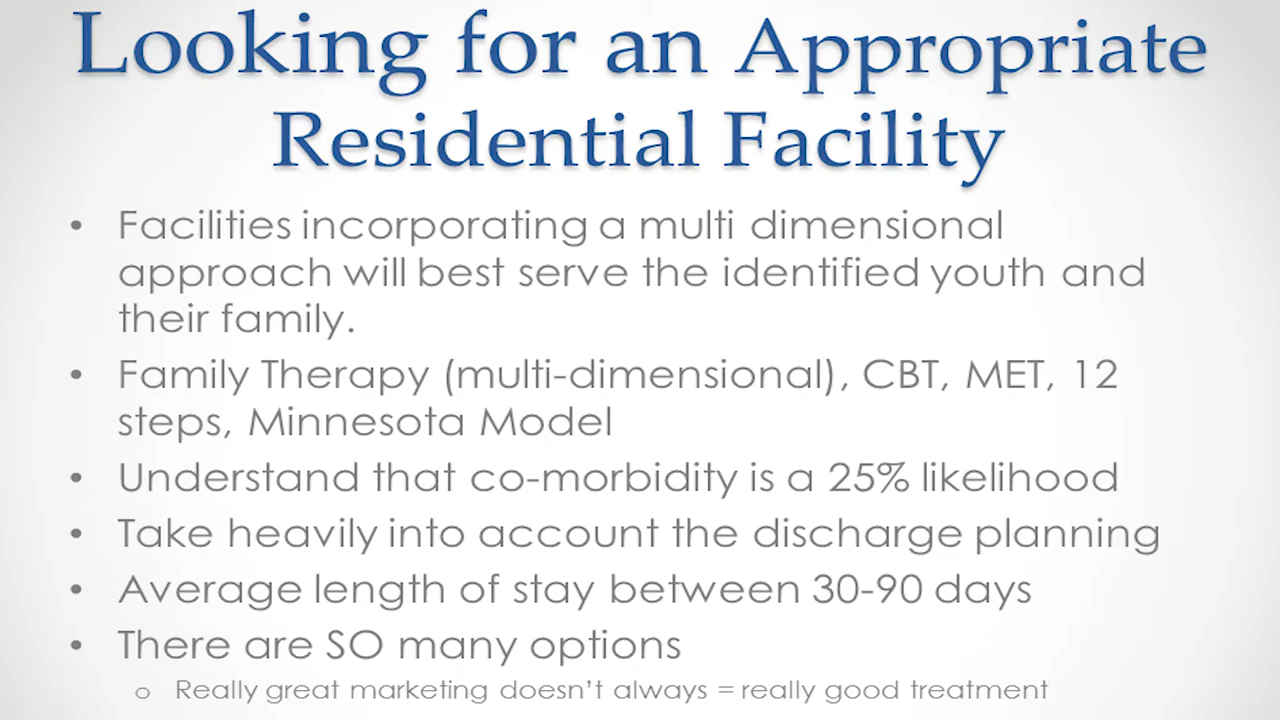 Looking for an Appropriate
Residential Facility
• Facilities incorporating a multi dimensional
approach will best serve the identified youth and
their family.
• Family Therapy (multi-dimensional), CBT, MET, 12
steps, Minnesota Model
• Understand that co-morbidity is a 25% likelihood
• Take heavily into account the discharge planning
• Average length of stay between 30-90 days
• There are SO many options
o Really great marketing doesn't always = really good treatment